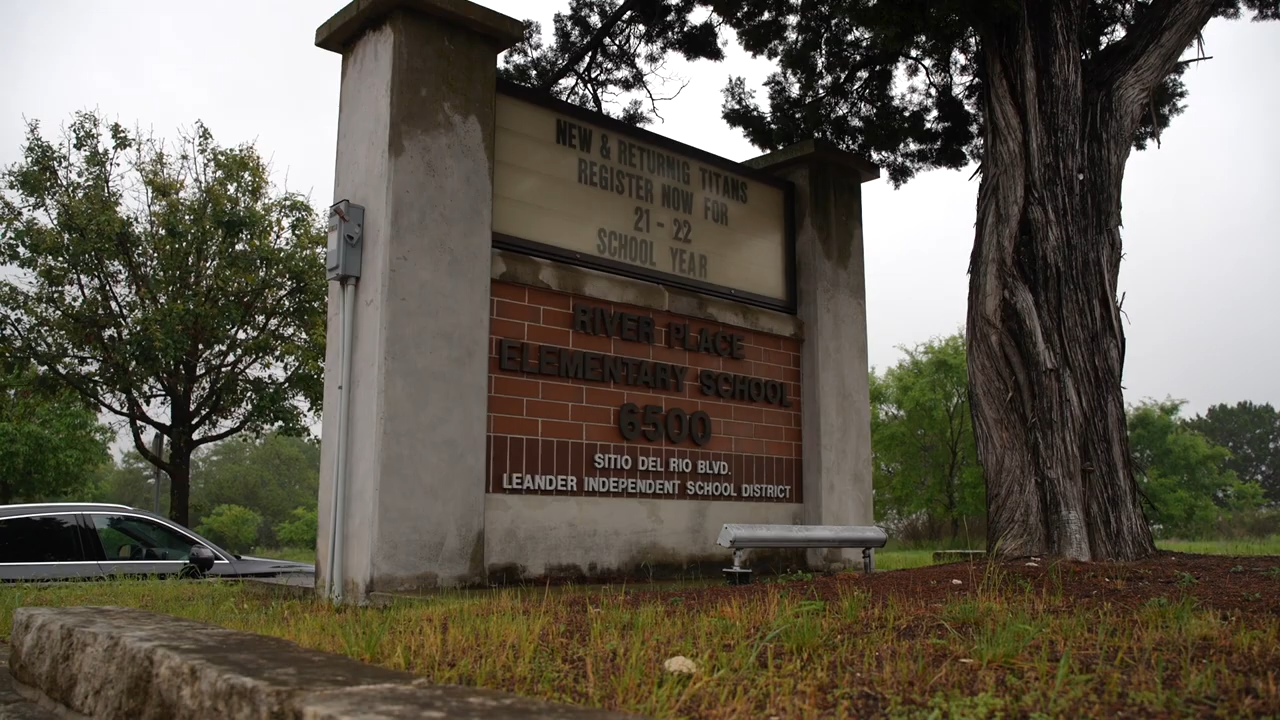 NEW & RETURNIG TITANS
REGISTER NOW FOR
21 - 22
SCHOOL YEAR
RIVER PLACE
ELEMENTARY SCHOOL
6500
SITIO DEL RIO BLVD.
LEANDER INDEPENDENT SCHOOL DISTRICT